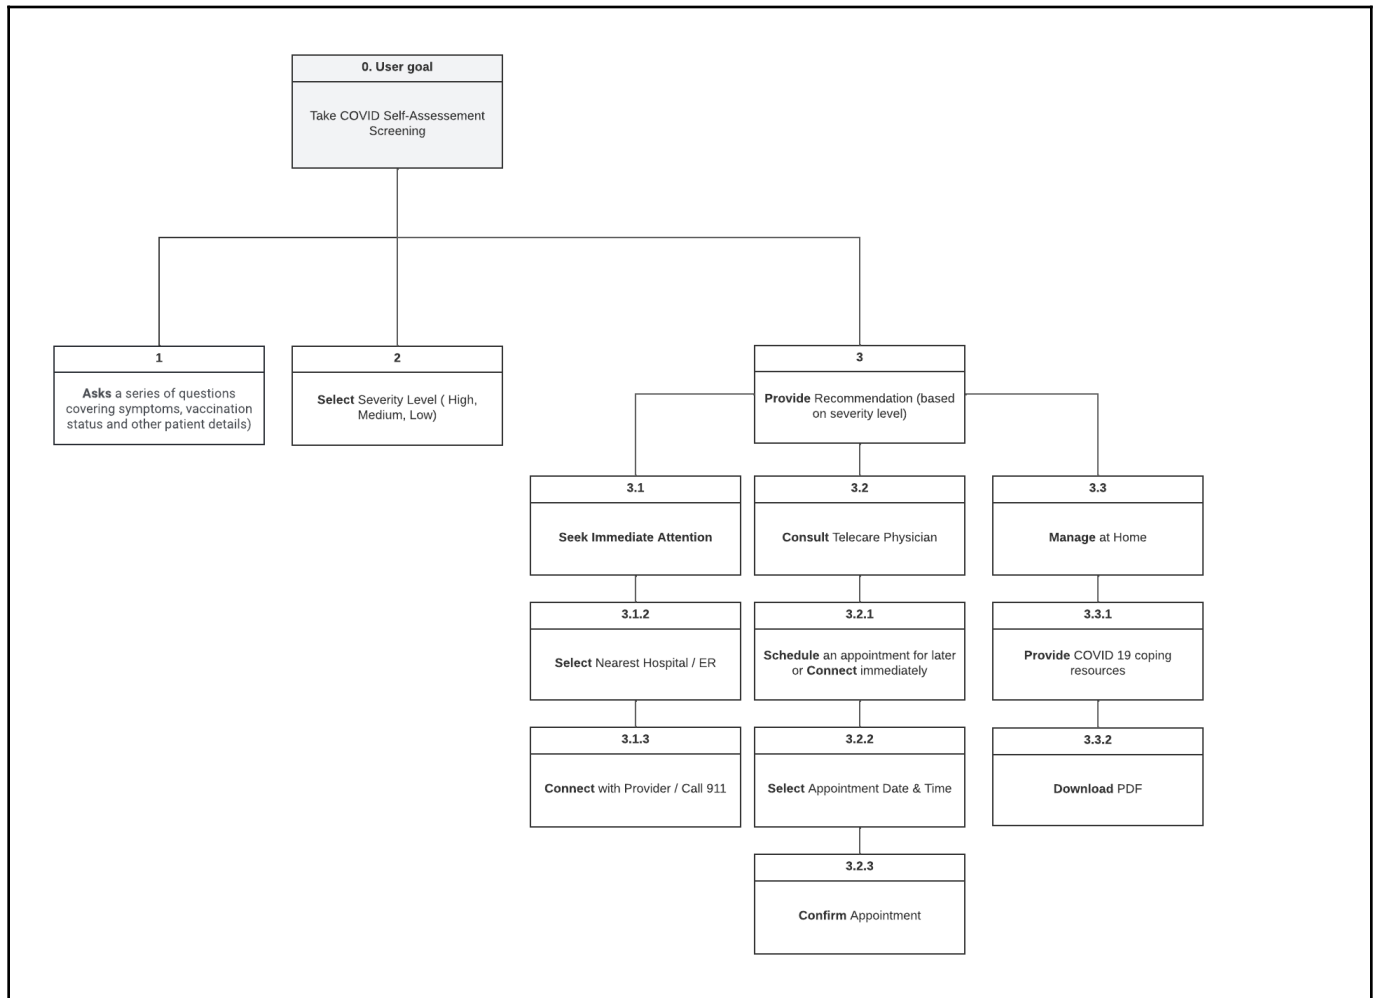 0. User goal
Take COVID Self-Assessement
Screening
1
Asks a series of questions
covering symptoms, vaccination
status and other patient details)
2
Select Severity Level ( High,
Medium, Low)
3
Provide Recommendation (based
on severity level)
3.1
Seek Immediate Attention
3.2
Consult Telecare Physician
3.3
Manage at Home
3.1.2
Select Nearest Hospital / ER
3.2.1
Schedule an appointment for later
or Connect immediately
3.3.1
Provide COVID 19 coping
resources
3.1.3
Connect with Provider / Call 911
3.2.2
Select Appointment Date & Time
3.3.2
Download PDF
3.2.3
Confirm Appointment